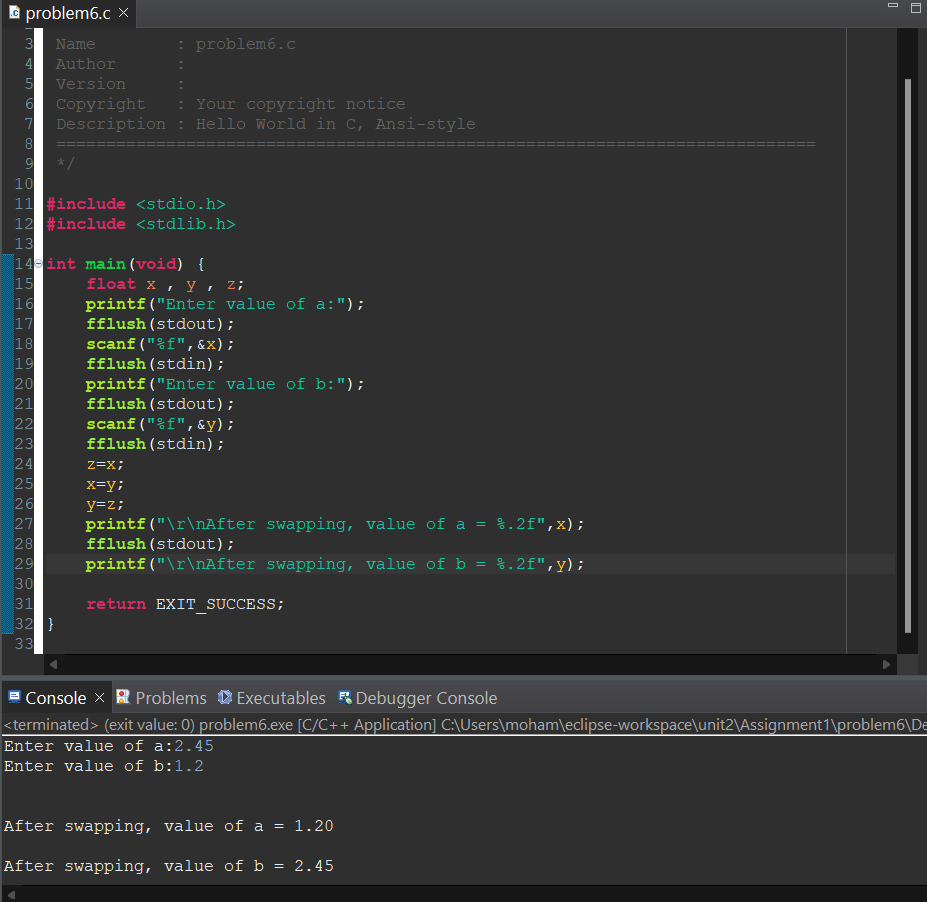 problem6.c
3 Name : problem6.c
4 Author :
5 Version :
6 Copyright : Your copyright notice
7 Description : Hello World in C, Ansi-style
8 ============================================================================
9 */
10
11 #include <stdio.h>
12 #include <stdlib.h>
13
14 int main(void) {
15 float x , y , z;
16 printf("Enter value of a:");
17 fflush(stdout);
18 scanf("%f",&x);
19 fflush(stdin);
20 printf("Enter value of b:");
21 fflush(stdout);
22 scanf("%f",&y);
23 fflush(stdin);
24 z=x;
25 x=y;
26 y=z;
27 printf("\r\nAfter swapping, value of a = %.2f",x);
28 fflush(stdout);
29 printf("\r\nAfter swapping, value of b = %.2f",y);
30
31 return EXIT_SUCCESS;
32 }
33
Console Problems Executables Debugger Console
<terminated> (exit value: 0) problem6.exe [C/C++ Application] C:\Users\moham\eclipse-workspace\unit2\Assignment1\problem6\De
Enter value of a:2.45
Enter value of b:1.2
After swapping, value of a = 1.20
After swapping, value of b = 2.45